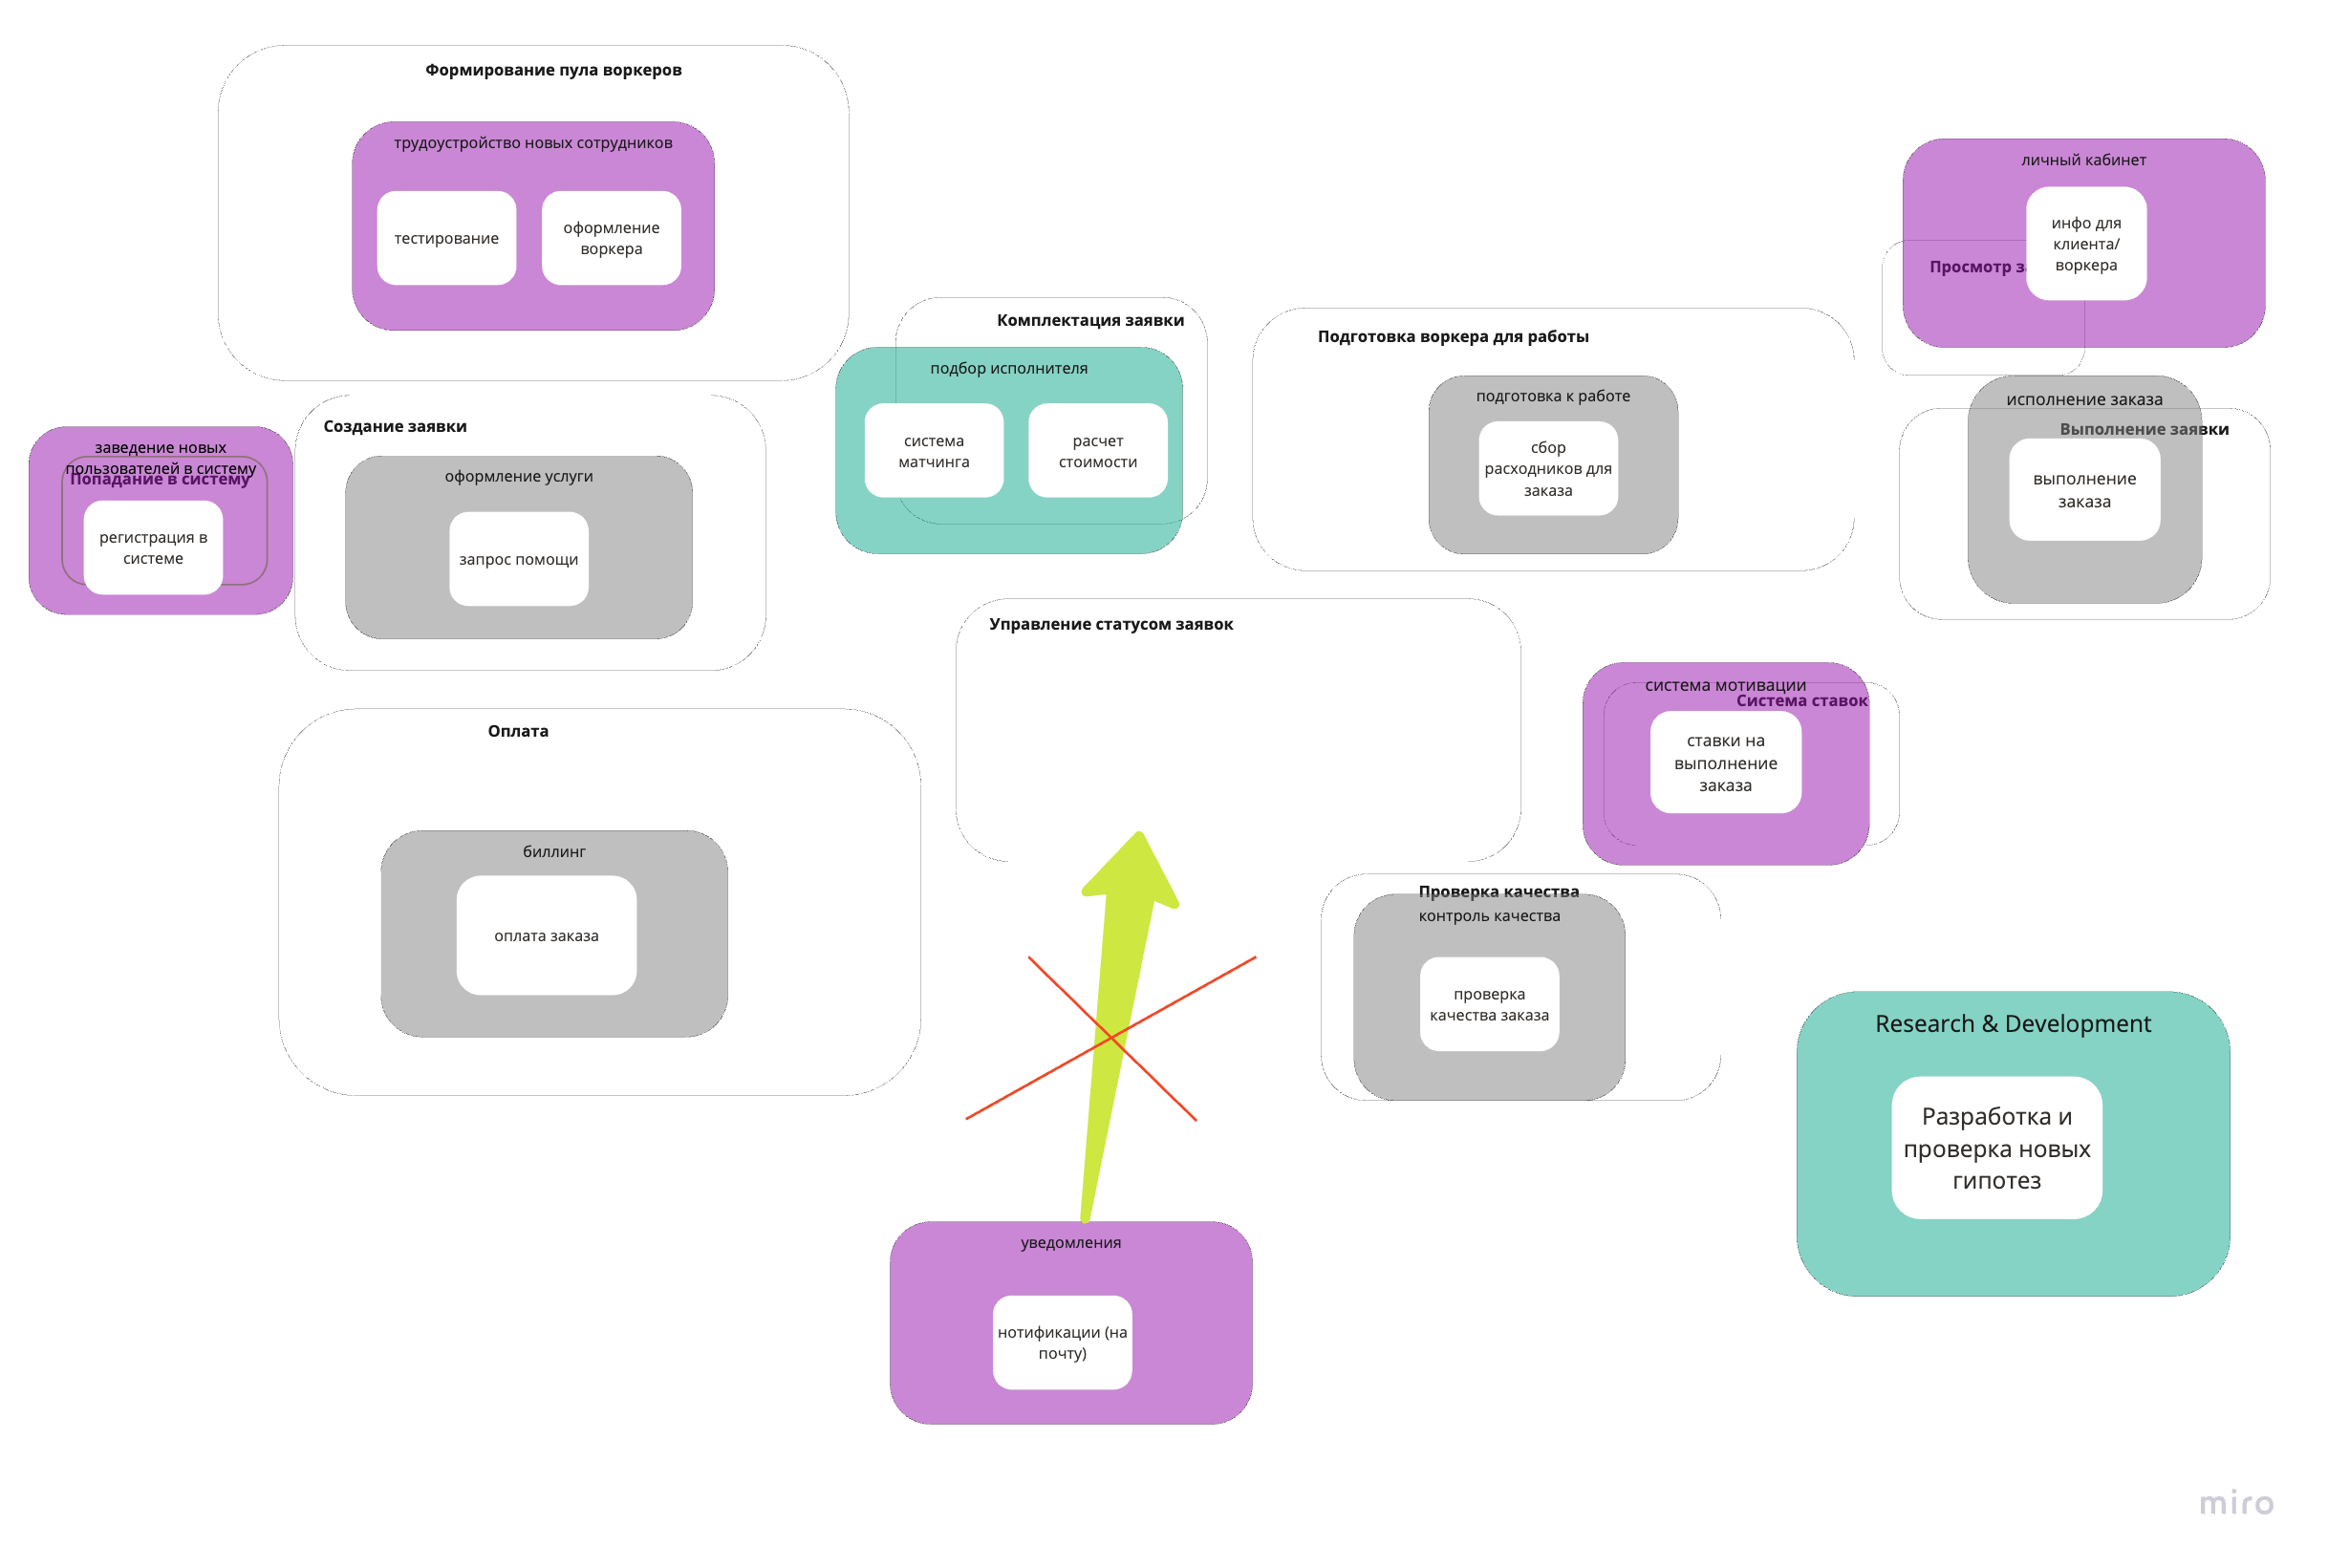 Формирование пула воркеров
трудоустройство новых сотрудников
тестирование
оформление
воркера
личный кабинет
инфо для
клиента/
воркера
Просмотр
Комплектация заявки
подбор исполнителя
система
матчинга
расчет
стоимости
Подготовка воркера для работы
подготовка к работе
сбор
расходников для
заказа
исполнение заказа
Выполнение заявки
выполнение
заказа
заведение новых
пользователей в систему
Попадание в систему
регистрация в
системе
Создание заявки
оформление услуги
запрос помощи
Управление статусом заявок
система мотивации
Система ставок
ставки на
выполнение
заказа
Оплата
биллинг
оплата заказа
Проверка качества
контроль качества
проверка
качества заказа
Research & Development
Разработка и
проверка новых
гипотез
уведомления
нотификации (на
почту)
miro